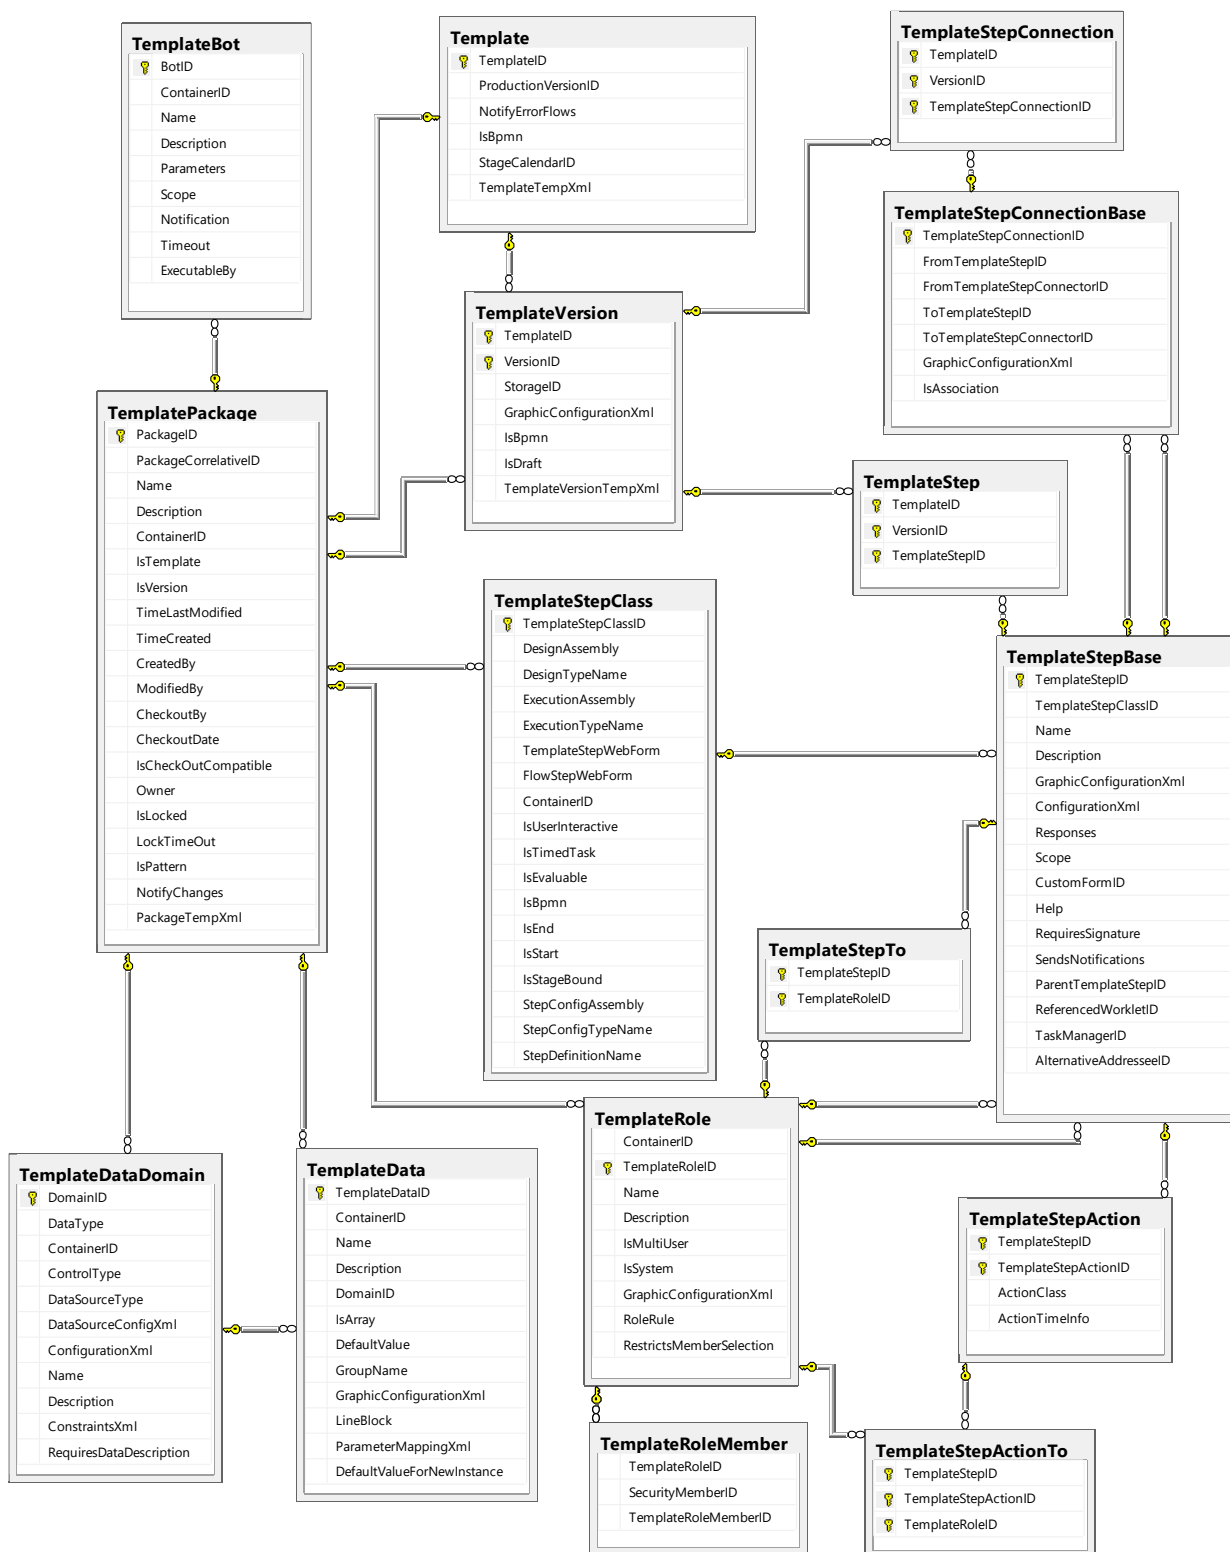 TemplateBot
BotID
ContainerID
Name
Description
Parameters
Scope
Notification
Timeout
ExecutableBy
Template
TemplateID
ProductionVersionID
NotifyErrorFlows
IsBpmn
StageCalendarID
TemplateTempXml
TemplateStepConnection
TemplateID
VersionID
TemplateStepConnectionID
TemplateStepConnectionBase
TemplateStepConnectionID
FromTemplateStepID
FromTemplateStepConnectorID
ToTemplateStepID
ToTemplateStepConnectorID
GraphicConfigurationXml
IsAssociation
TemplateVersion
TemplateID
VersionID
StorageID
GraphicConfigurationXml
IsBpmn
IsDraft
TemplateVersionTempXml
TemplatePackage
PackageID
PackageCorrelativeID
Name
Description
ContainerID
IsTemplate
IsVersion
TimeLastModified
TimeCreated
CreatedBy
ModifiedBy
CheckoutBy
CheckoutDate
IsCheckOutCompatible
Owner
IsLocked
LockTimeOut
IsPattern
NotifyChanges
PackageTempXml
TemplateStep
TemplateID
VersionID
TemplateStepID
TemplateStepClass
TemplateStepClassID
DesignAssembly
DesignTypeName
ExecutionAssembly
ExecutionTypeName
TemplateStepWebForm
FlowStepWebForm
ContainerID
IsUserInteractive
IsTimedTask
IsEvaluable
IsBpmn
IsEnd
IsStart
IsStageBound
StepConfigAssembly
StepConfigTypeName
StepDefinitionName
TemplateStepBase
TemplateStepID
TemplateStepClassID
Name
Description
GraphicConfigurationXml
ConfigurationXml
Responses
Scope
CustomFormID
Help
RequiresSignature
SendsNotifications
ParentTemplateStepID
ReferencedWorkletID
TaskManagerID
AlternativeAddresseeID
TemplateStepTo
TemplateStepID
TemplateRoleID
TemplateRole
ContainerID
TemplateRoleID
Name
Description
IsMultiUser
IsSystem
GraphicConfigurationXml
RoleRule
RestrictsMemberSelection
TemplateDataDomain
DomainID
DataType
ContainerID
ControlType
DataSourceType
DataSourceConfigXml
ConfigurationXml
Name
Description
ConstraintsXml
RequiresDataDescription
TemplateData
TemplateDataID
ContainerID
Name
Description
DomainID
IsArray
DefaultValue
GroupName
GraphicConfigurationXml
LineBlock
ParameterMappingXml
DefaultValueForNewInstance
TemplateStepAction
TemplateStepID
TemplateStepActionID
ActionClass
ActionTimeInfo
TemplateRoleMember
TemplateRoleID
SecurityMemberID
TemplateRoleMemberID
TemplateStepActionTo
TemplateStepID
TemplateStepActionID
TemplateRoleID